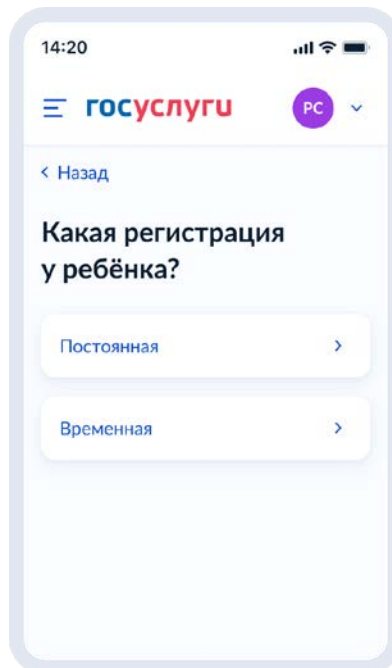 14:20
госуслуги
РС
Назад
Какая регистрация
у ребёнка?
Постоянная
Временная